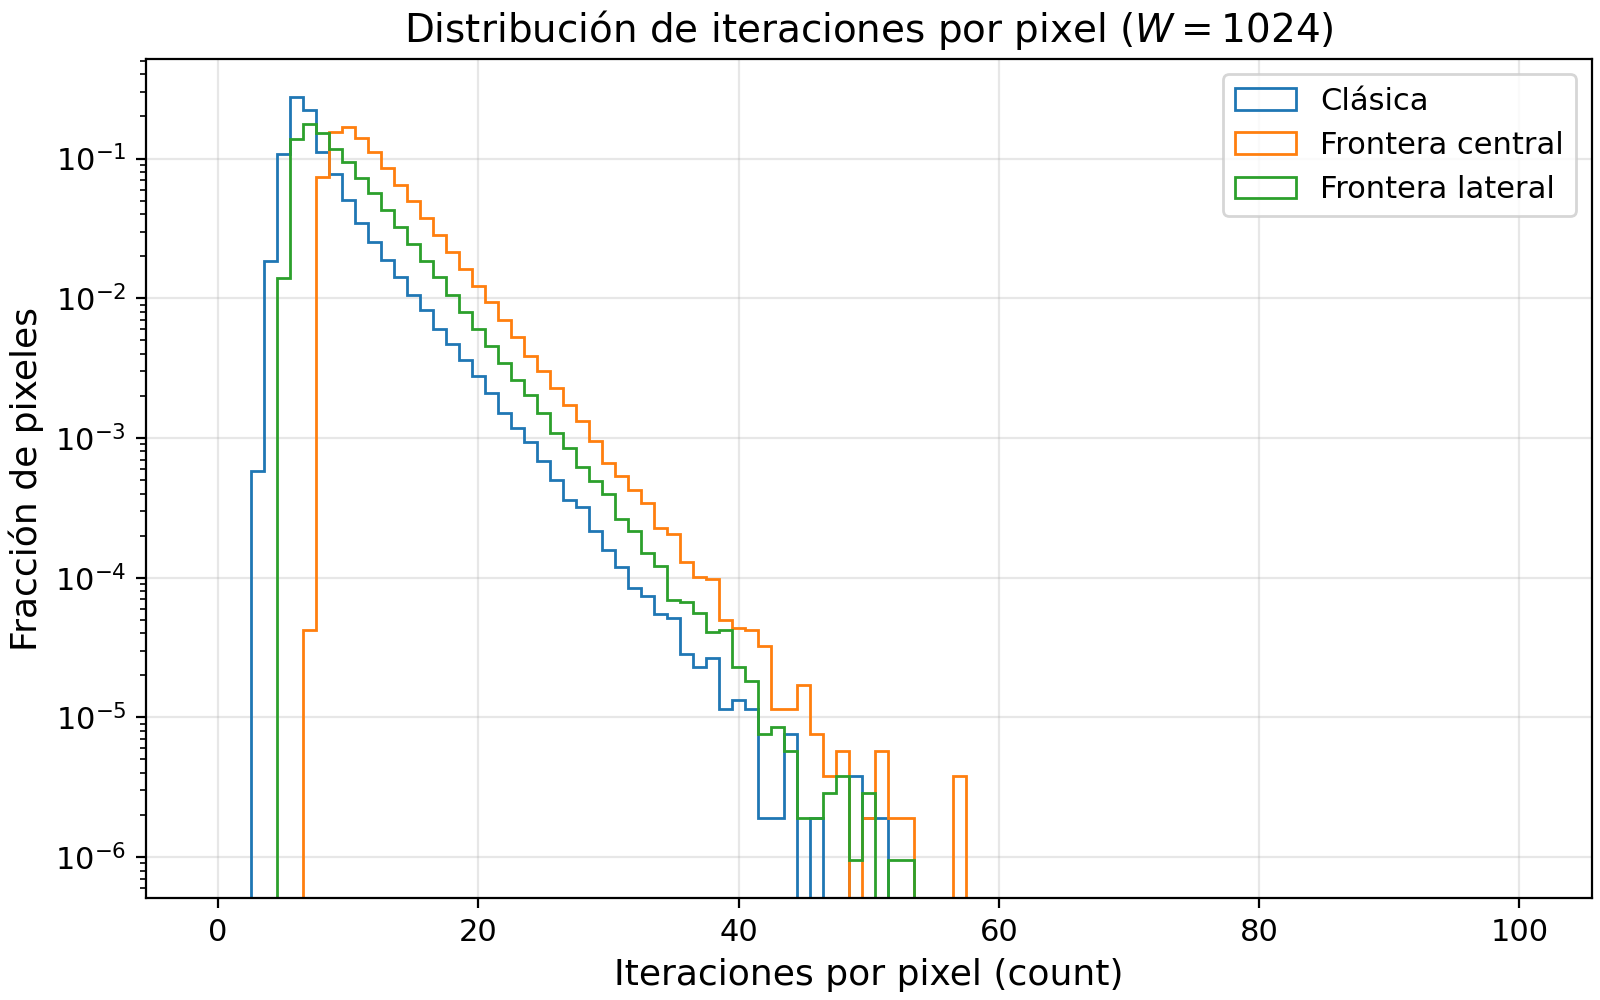 Distribución de iteraciones por pixel (W = 1024)
Clásica
Frontera central
Frontera lateral
Fracción de pixeles
10⁻¹
10⁻²
10⁻³
10⁻⁴
10⁻⁵
10⁻⁶
0 20 40 60 80 100
Iteraciones por pixel (count)